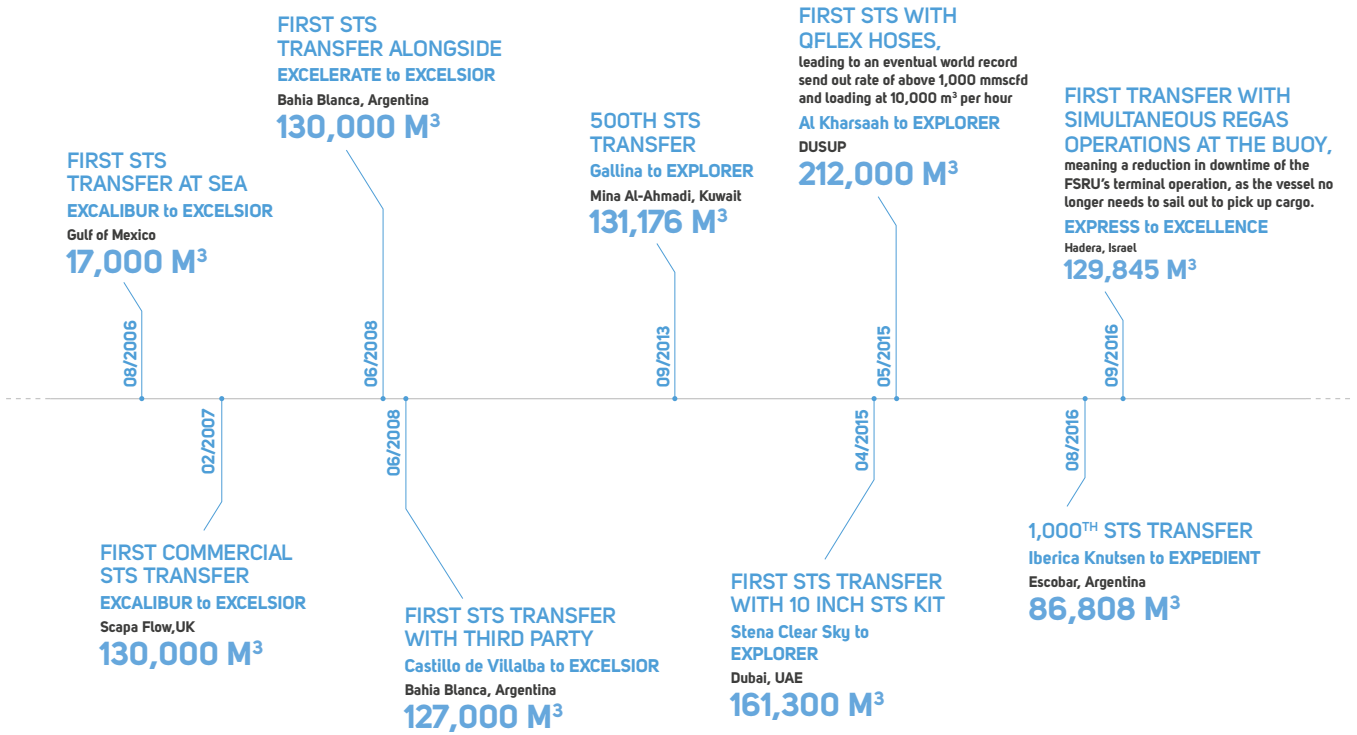 FIRST STS
TRANSFER AT SEA
EXCALIBUR to EXCELSIOR
Gulf of Mexico
17,000 M³
08/2006
02/2007
FIRST COMMERCIAL
STS TRANSFER
EXCALIBUR to EXCELSIOR
Scapa Flow,UK
130,000 M³
FIRST STS
TRANSFER ALONGSIDE
EXCELERATE to EXCELSIOR
Bahia Blanca, Argentina
130,000 M³
06/2008
06/2008
FIRST STS TRANSFER
WITH THIRD PARTY
Castillo de Villalba to EXCELSIOR
Bahia Blanca, Argentina
127,000 M³
500TH STS
TRANSFER
Gallina to EXPLORER
Mina Al-Ahmadi, Kuwait
131,176 M³
09/2013
04/2015
FIRST STS TRANSFER
WITH 10 INCH STS KIT
Stena Clear Sky to
EXPLORER
Dubai, UAE
161,300 M³
FIRST STS WITH
QFLEX HOSES,
leading to an eventual world record
send out rate of above 1,000 mmscfd
and loading at 10,000 m³ per hour
Al Kharsaah to EXPLORER
DUSUP
212,000 M³
05/2015
08/2016
1,000TH STS TRANSFER
Iberica Knutsen to EXPEDIENT
Escobar, Argentina
86,808 M³
FIRST TRANSFER WITH
SIMULTANEOUS REGAS
OPERATIONS AT THE BUOY,
meaning a reduction in downtime of the
FSRU's terminal operation, as the vessel no
longer needs to sail out to pick up cargo.
EXPRESS to EXCELLENCE
Hadera, Israel
129,845 M³
09/2016